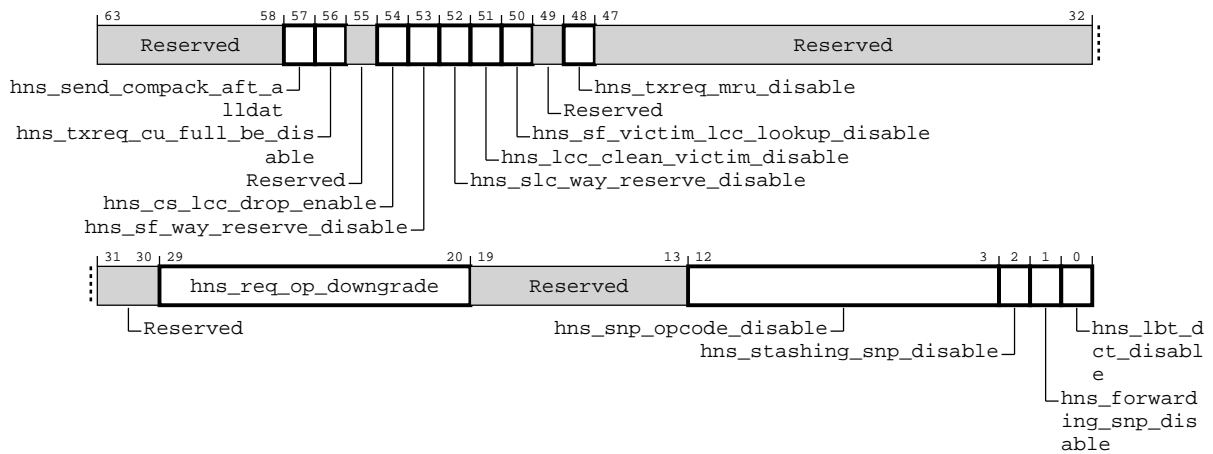 63 58 57 56 55 54 53 52 51 50 49 48 47 32
Reserved Reserved
hns_send_compack_aft_a
lldat
hns_txreq_cu_full_be_dis
able
Reserved
hns_cs_lcc_drop_enable
hns_sf_way_reserve_disable
hns_txreq_mru_disable
Reserved
hns_sf_victim_lcc_lookup_disable
hns_lcc_clean_victim_disable
hns_slc_way_reserve_disable
31 30 29 20 19 13 12 3 2 1 0
hns_req_op_downgrade Reserved
Reserved
hns_snp_opcode_disable
hns_stashing_snp_disable
hns_lbt_d
ct_disabl
e
hns_forward
ing_snp_dis
able